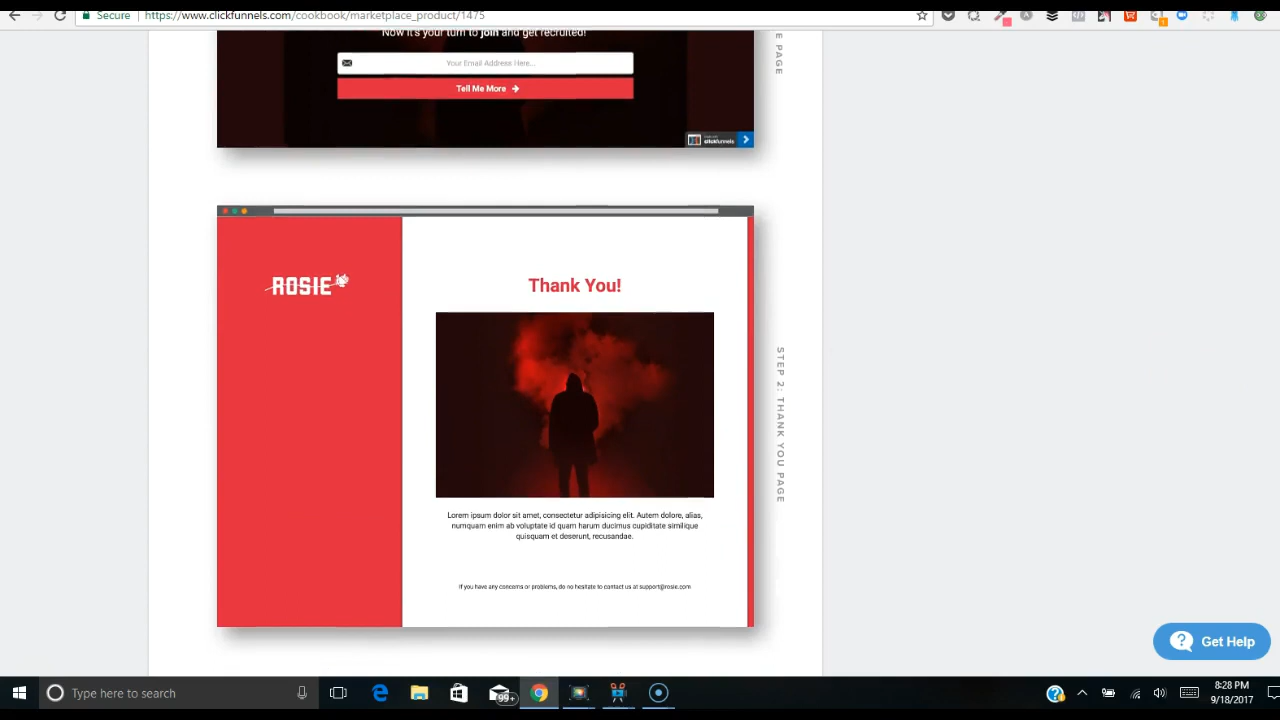 Secure
https://www.clickfunnels.com/cookbook/marketplace_product/1475
Now it's your turn to join and get recruited!
Your Email Address Here...
Tell Me More
clickfunnels
E PAGE
ROSIE
Thank You!
Lorem ipsum dolor sit amet, consectetur adipisicing elit. Autem dolore, alias,
numquam enim ab voluptate id quam harum ducimus cupiditate similique
quisquam et deserunt, recusandae.
If you have any concerns or problems, do no hesitate to contact us at support@rosie.com
STEP 2: THANK YOU PAGE
Get Help
Type here to search
99+
8:28 PM
9/18/2017